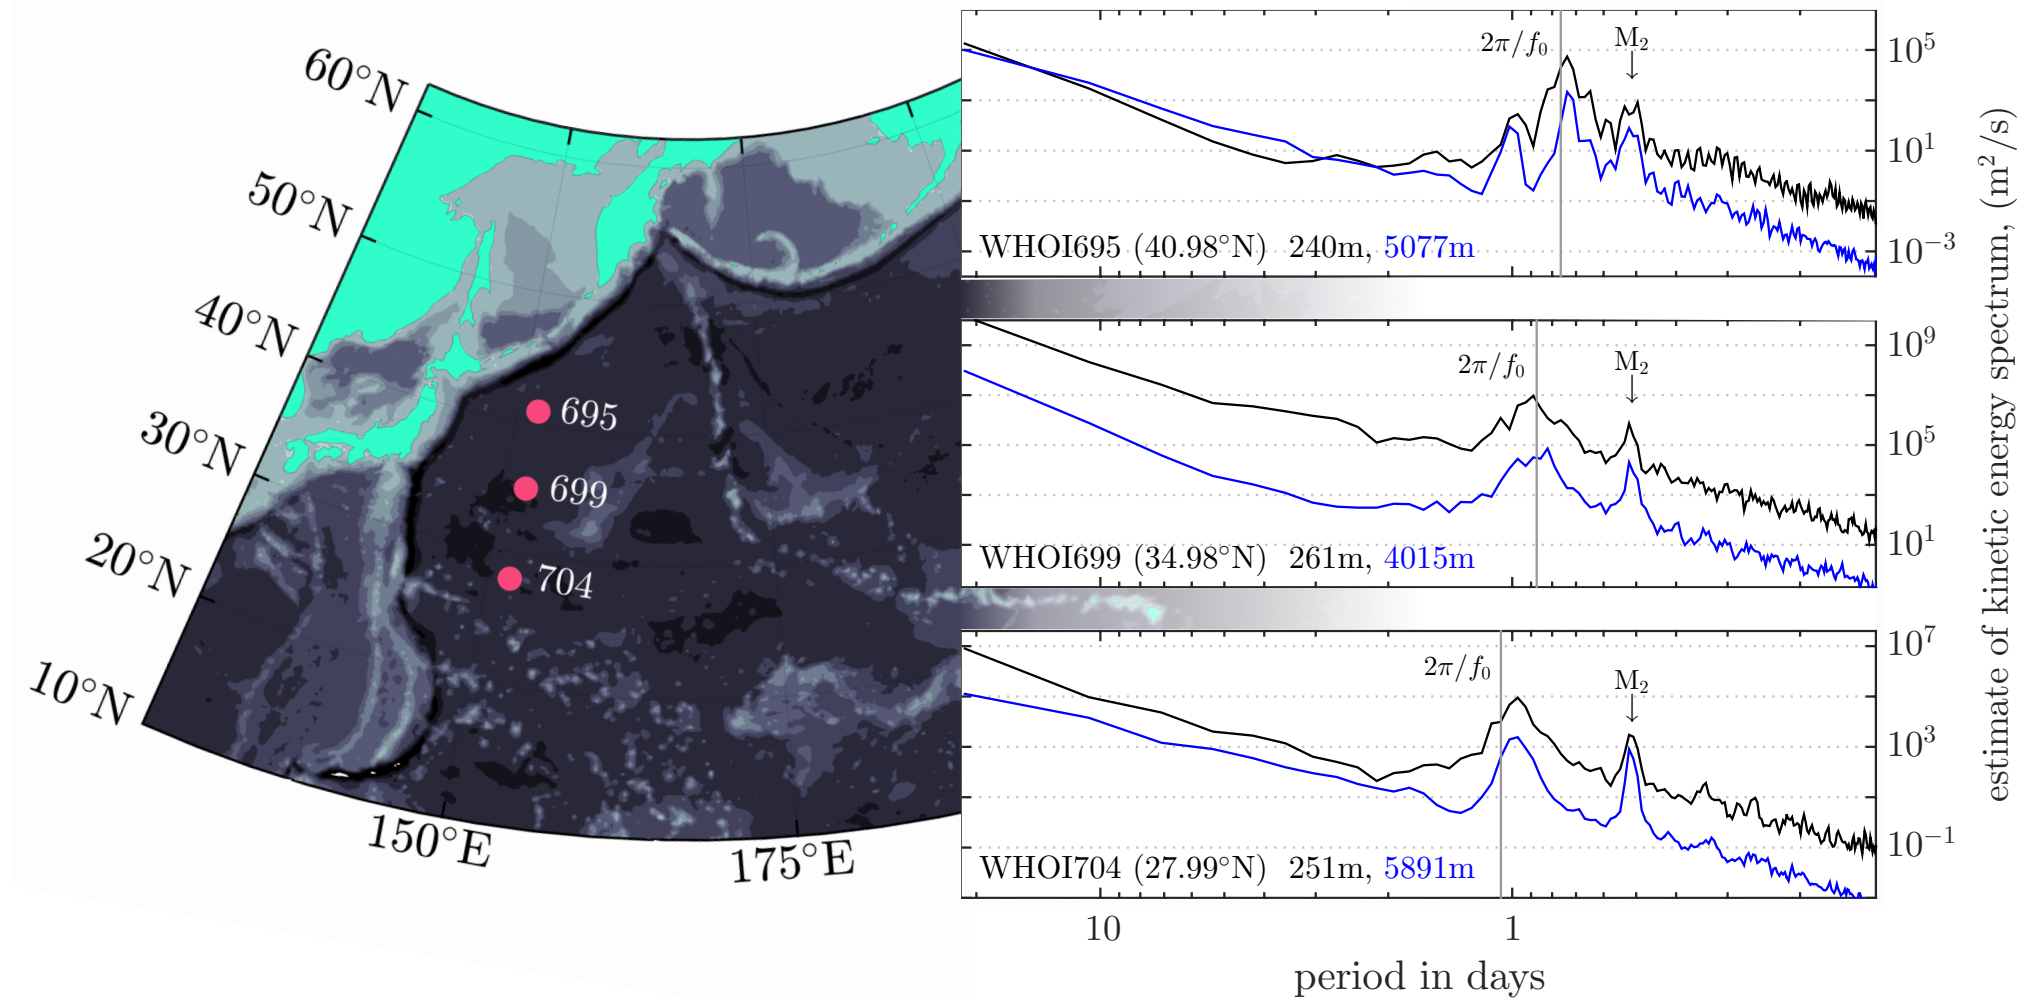 60°N
50°N
40°N
30°N
20°N
10°N
150°E
175°E
695
699
704
2π/f₀
M₂
10⁵
10¹
10⁻³
WHOI695 (40.98°N) 240m, 5077m
2π/f₀
M₂
10⁹
10⁵
10¹
WHOI699 (34.98°N) 261m, 4015m
2π/f₀
M₂
10⁷
10³
10⁻¹
WHOI704 (27.99°N) 251m, 5891m
10 1
period in days
estimate of kinetic energy spectrum, (m²/s)